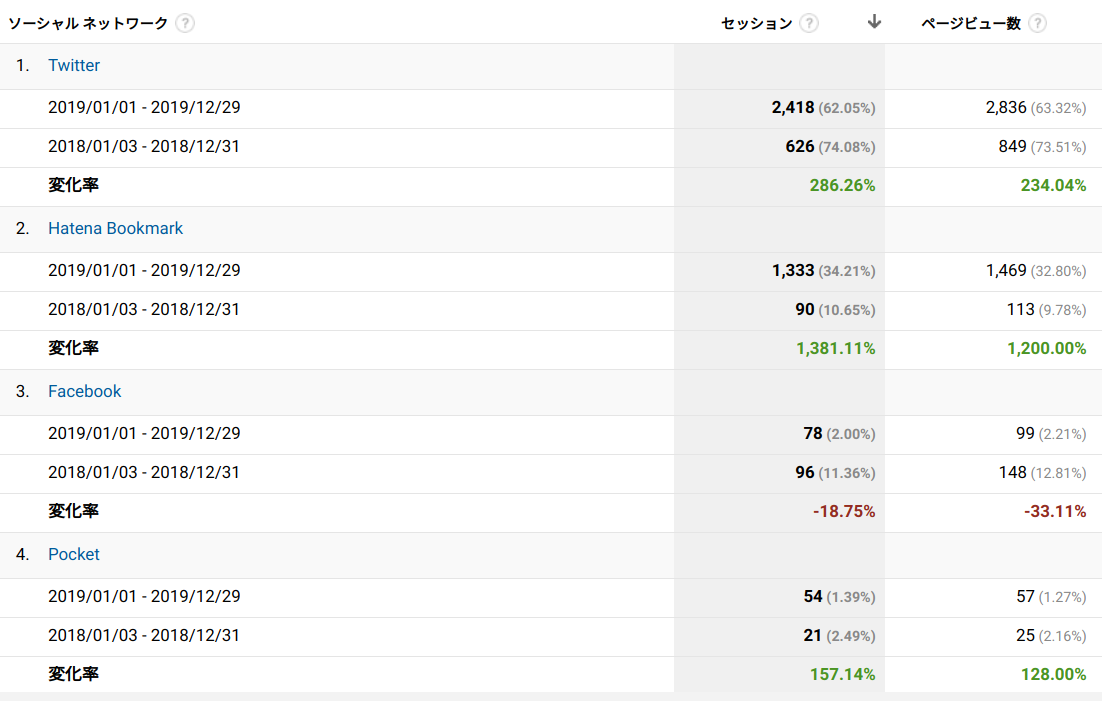 ソーシャル ネットワーク ? セッション ? ↓ ページビュー数 ?
1. Twitter
2019/01/01 - 2019/12/29 2,418 (62.05%) 2,836 (63.32%)
2018/01/03 - 2018/12/31 626 (74.08%) 849 (73.51%)
変化率 286.26% 234.04%
2. Hatena Bookmark
2019/01/01 - 2019/12/29 1,333 (34.21%) 1,469 (32.80%)
2018/01/03 - 2018/12/31 90 (10.65%) 113 (9.78%)
変化率 1,381.11% 1,200.00%
3. Facebook
2019/01/01 - 2019/12/29 78 (2.00%) 99 (2.21%)
2018/01/03 - 2018/12/31 96 (11.36%) 148 (12.81%)
変化率 -18.75% -33.11%
4. Pocket
2019/01/01 - 2019/12/29 54 (1.39%) 57 (1.27%)
2018/01/03 - 2018/12/31 21 (2.49%) 25 (2.16%)
変化率 157.14% 128.00%